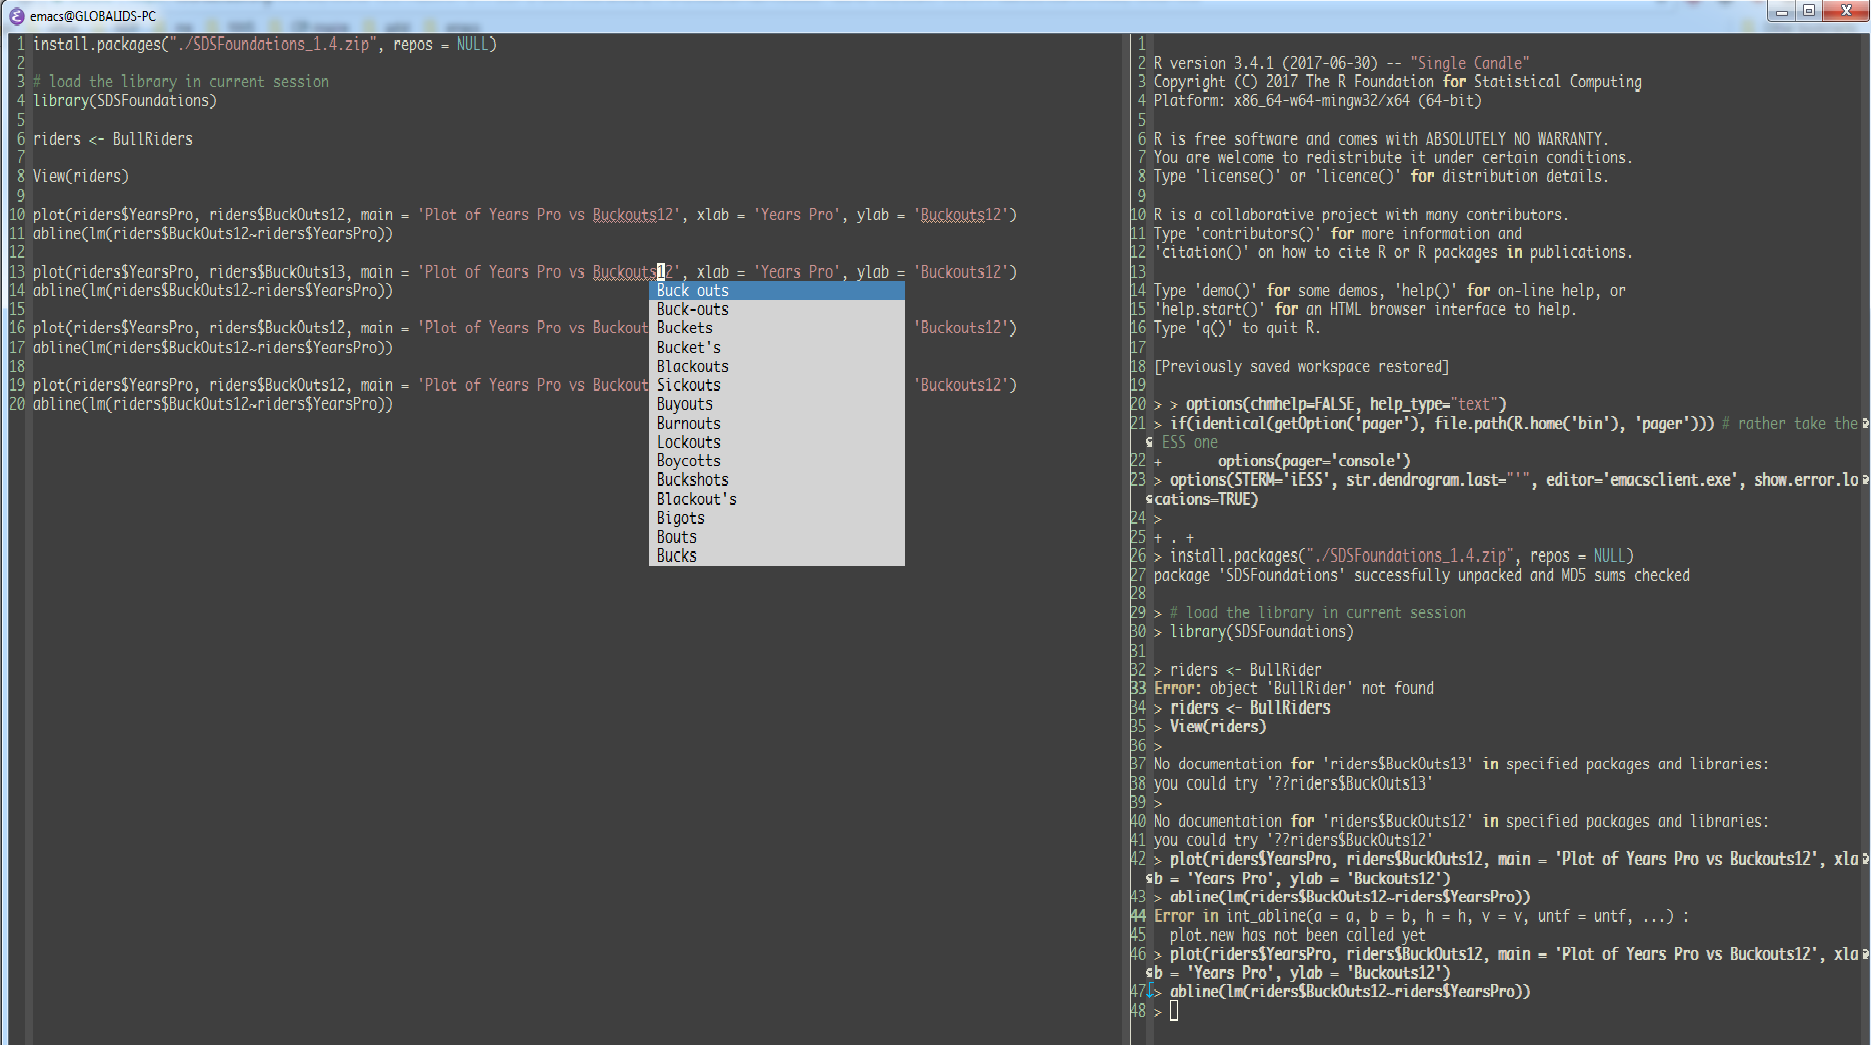 emacs@GLOBALIDS-PC
1 install.packages("./SDSFoundations_1.4.zip", repos = NULL)
2
3 # load the library in current session
4 library(SDSFoundations)
5
6 riders <- BullRiders
7
8 View(riders)
9
10 plot(riders$YearsPro, riders$BuckOuts12, main = 'Plot of Years Pro vs Buckouts12', xlab = 'Years Pro', ylab = 'Buckouts12')
11 abline(lm(riders$BuckOuts12~riders$YearsPro))
12
13 plot(riders$YearsPro, riders$BuckOuts13, main = 'Plot of Years Pro vs Buckouts12', xlab = 'Years Pro', ylab = 'Buckouts12')
14 abline(lm(riders$BuckOuts12~riders$YearsPro))
15
16 plot(riders$YearsPro, riders$BuckOuts12, main = 'Plot of Years Pro vs Buckout 'Buckouts12')
17 abline(lm(riders$BuckOuts12~riders$YearsPro))
18
19 plot(riders$YearsPro, riders$BuckOuts12, main = 'Plot of Years Pro vs Buckout 'Buckouts12')
20 abline(lm(riders$BuckOuts12~riders$YearsPro))
Buck outs
Buck-outs
Buckets
Bucket's
Blackouts
Sickouts
Buyouts
Burnouts
Lockouts
Boycotts
Buckshots
Blackout's
Bigots
Bouts
Bucks
1
2 R version 3.4.1 (2017-06-30) -- "Single Candle"
3 Copyright (C) 2017 The R Foundation for Statistical Computing
4 Platform: x86_64-w64-mingw32/x64 (64-bit)
5
6 R is free software and comes with ABSOLUTELY NO WARRANTY.
7 You are welcome to redistribute it under certain conditions.
8 Type 'license()' or 'licence()' for distribution details.
9
10 R is a collaborative project with many contributors.
11 Type 'contributors()' for more information and
12 'citation()' on how to cite R or R packages in publications.
13
14 Type 'demo()' for some demos, 'help()' for on-line help, or
15 'help.start()' for an HTML browser interface to help.
16 Type 'q()' to quit R.
17
18 [Previously saved workspace restored]
19
20 > > options(chmhelp=FALSE, help_type="text")
21 > if(identical(getOption('pager'), file.path(R.home('bin'), 'pager'))) # rather take the
ESS one
22 + options(pager='console')
23 > options(STERM='iESS', str.dendrogram.last="'", editor='emacsclient.exe', show.error.lo
cations=TRUE)
24 >
25 + . +
26 > install.packages("./SDSFoundations_1.4.zip", repos = NULL)
27 package 'SDSFoundations' successfully unpacked and MD5 sums checked
28
29 > # load the library in current session
30 > library(SDSFoundations)
31
32 > riders <- BullRider
33 Error: object 'BullRider' not found
34 > riders <- BullRiders
35 > View(riders)
36 >
37 No documentation for 'riders$BuckOuts13' in specified packages and libraries:
38 you could try '??riders$BuckOuts13'
39 >
40 No documentation for 'riders$BuckOuts12' in specified packages and libraries:
41 you could try '??riders$BuckOuts12'
42 > plot(riders$YearsPro, riders$BuckOuts12, main = 'Plot of Years Pro vs Buckouts12', xla
b = 'Years Pro', ylab = 'Buckouts12')
43 > abline(lm(riders$BuckOuts12~riders$YearsPro))
44 Error in int_abline(a = a, b = b, h = h, v = v, untf = untf, ...) :
45 plot.new has not been called yet
46 > plot(riders$YearsPro, riders$BuckOuts12, main = 'Plot of Years Pro vs Buckouts12', xla
b = 'Years Pro', ylab = 'Buckouts12')
47 > abline(lm(riders$BuckOuts12~riders$YearsPro))
48 >